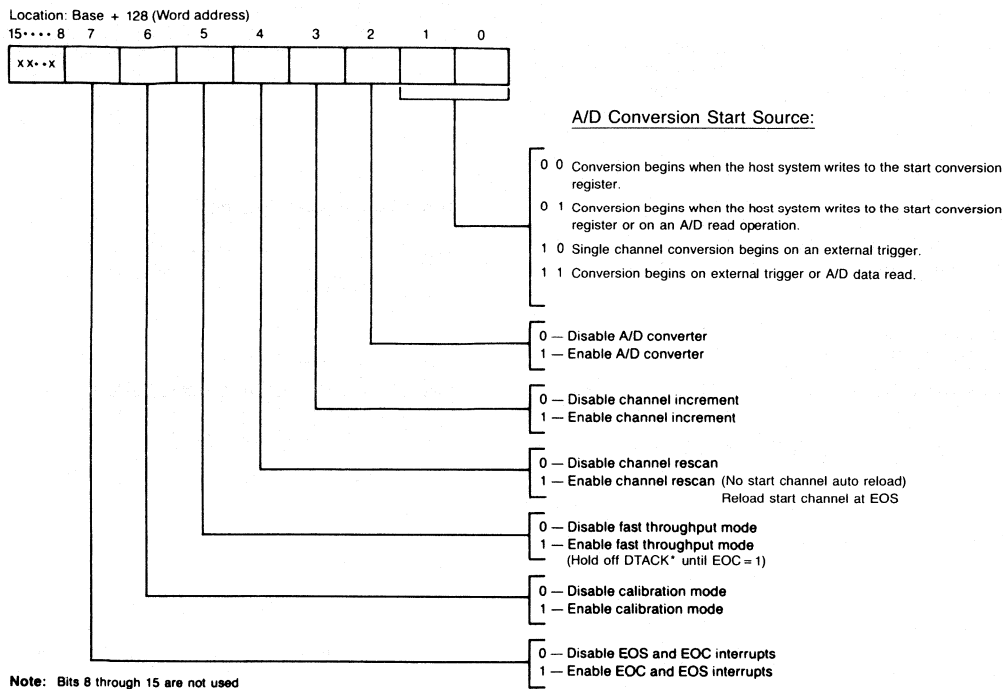 Location: Base + 128 (Word address)
15 •••• 8 7 6 5 4 3 2 1 0
x x • • x
A/D Conversion Start Source:
0 0 Conversion begins when the host system writes to the start conversion
register.
0 1 Conversion begins when the host system writes to the start conversion
register or on an A/D read operation.
1 0 Single channel conversion begins on an external trigger.
1 1 Conversion begins on external trigger or A/D data read.
0 — Disable A/D converter
1 — Enable A/D converter
0 — Disable channel increment
1 — Enable channel increment
0 — Disable channel rescan
1 — Enable channel rescan (No start channel auto reload)
Reload start channel at EOS
0 — Disable fast throughput mode
1 — Enable fast throughput mode
(Hold off DTACK* until EOC = 1)
0 — Disable calibration mode
1 — Enable calibration mode
0 — Disable EOS and EOC interrupts
1 — Enable EOC and EOS interrupts
Note: Bits 8 through 15 are not used